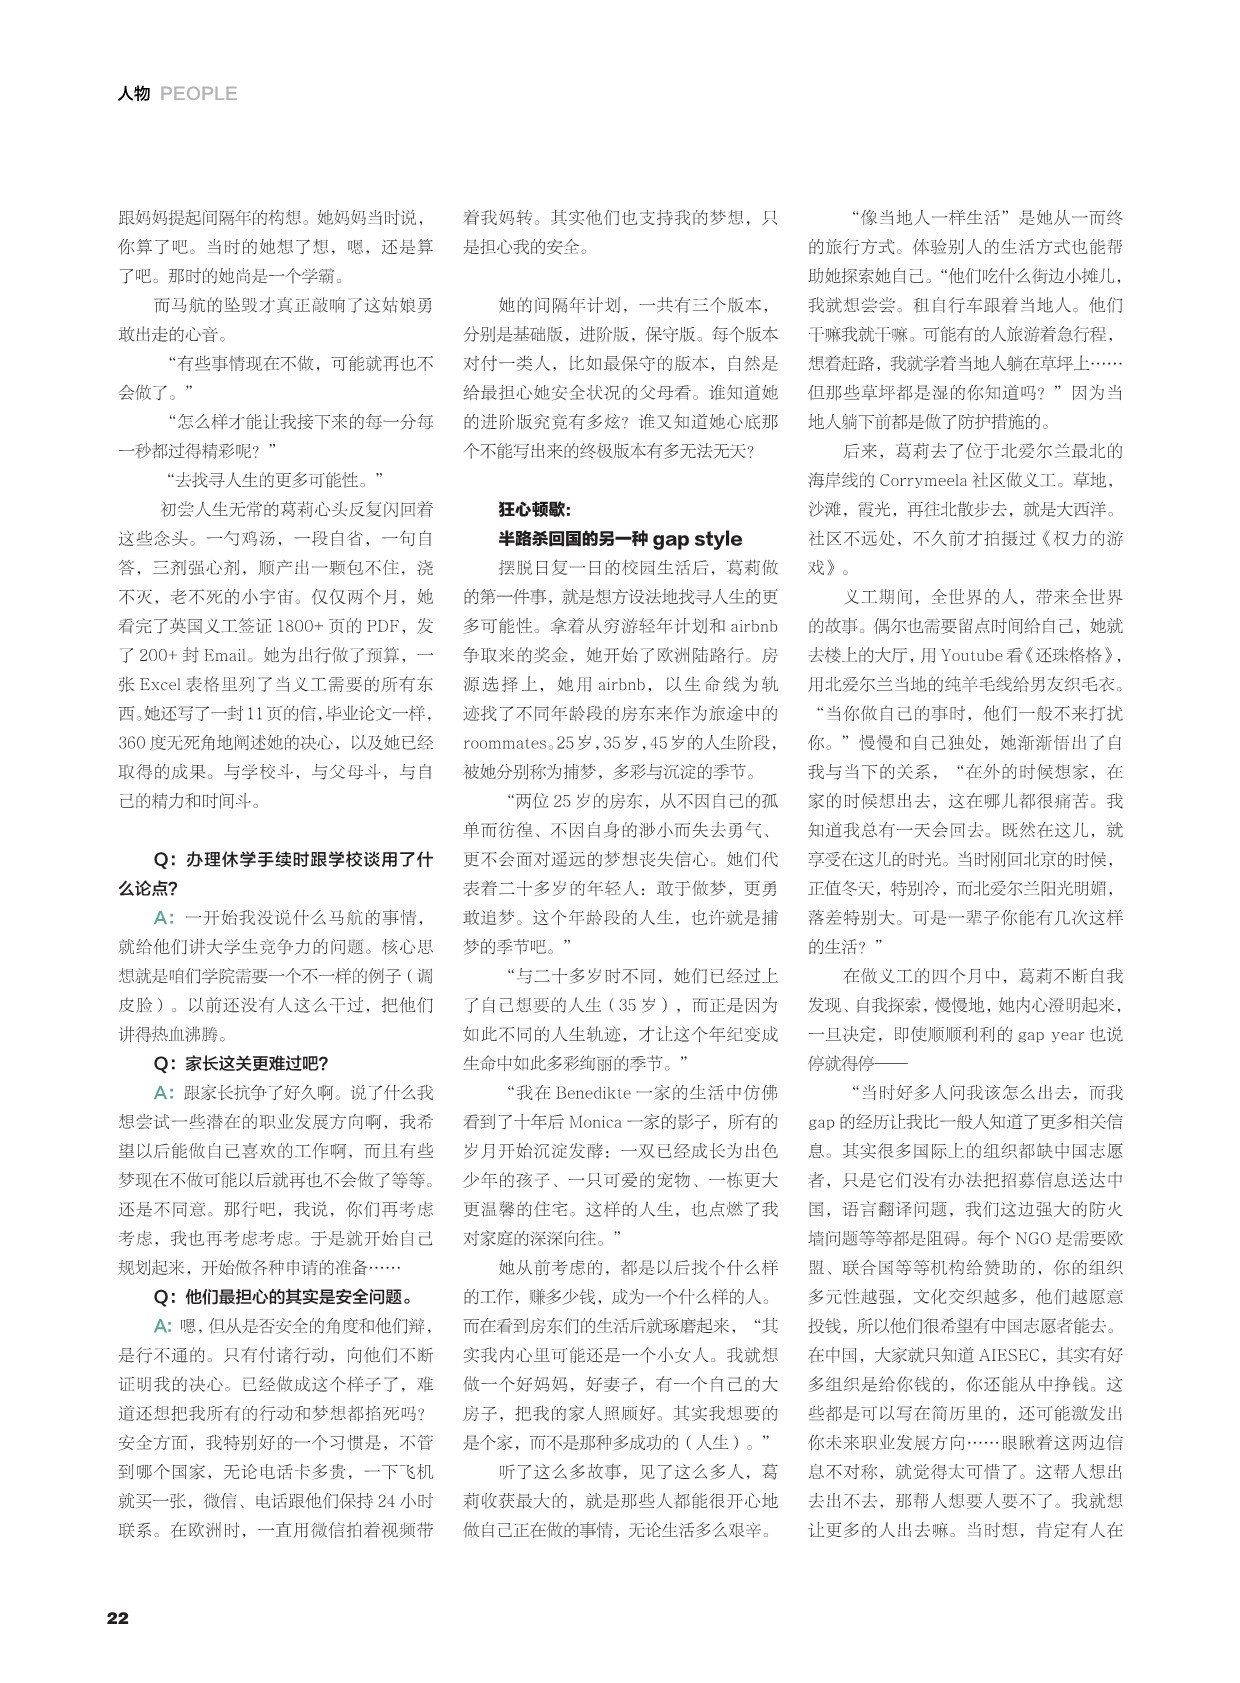 人物 PEOPLE
跟妈妈提起间隔年的构想。她妈妈当时说，
你算了吧。当时的她想了想，嗯，还是算
了吧。那时的她尚是一个学霸。
而马航的坠毁才真正敲响了这姑娘勇
敢出走的心音。
“有些事情现在不做，可能就再也不
会做了。”
“怎么样才能让我接下来的每一分每
一秒都过得精彩呢？”
“去找寻人生的更多可能性。”
初尝人生无常的葛莉心头反复闪回着
这些念头。一勺鸡汤，一段自省，一句自
答，三剂强心剂，顺产出一颗包不住，浇
不灭，老不死的小宇宙。仅仅两个月，她
看完了英国义工签证 1800+ 页的 PDF，发
了 200+ 封 Email。她为出行做了预算，一
张 Excel 表格里列了当义工需要的所有东
西。她还写了一封 11 页的信，毕业论文一样，
360 度无死角地阐述她的决心，以及她已经
取得的成果。与学校斗，与父母斗，与自
己的精力和时间斗。
Q：办理休学手续时跟学校谈用了什
么论点？
A：一开始我没说什么马航的事情，
就给他们讲大学生竞争力的问题。核心思
想就是咱们学院需要一个不一样的例子（调
皮脸）。以前还没有人这么干过，把他们
讲得热血沸腾。
Q：家长这关更难过吧？
A：跟家长抗争了好久啊。说了什么我
想尝试一些潜在的职业发展方向啊，我希
望以后能做自己喜欢的工作啊，而且有些
梦现在不做可能以后就再也不会做了等等。
还是不同意。那行吧，我说，你们再考虑
考虑，我也再考虑考虑。于是就开始自己
规划起来，开始做各种申请的准备……
Q：他们最担心的其实是安全问题。
A：嗯，但从是否安全的角度和他们辩，
是行不通的。只有付诸行动，向他们不断
证明我的决心。已经做成这个样子了，难
道还想把我所有的行动和梦想都掐死吗？
安全方面，我特别好的一个习惯是，不管
到哪个国家，无论电话卡多贵，一下飞机
就买一张，微信、电话跟他们保持 24 小时
联系。在欧洲时，一直用微信拍着视频带
着我妈转。其实他们也支持我的梦想，只
是担心我的安全。
她的间隔年计划，一共有三个版本，
分别是基础版，进阶版，保守版。每个版本
对付一类人，比如最保守的版本，自然是
给最担心她安全状况的父母看。谁知道她
的进阶版究竟有多炫？谁又知道她心底那
个不能写出来的终极版本有多无法无天？
狂心顿歇：
半路杀回国的另一种 gap style
摆脱日复一日的校园生活后，葛莉做
的第一件事，就是想方设法地找寻人生的更
多可能性。拿着从穷游轻年计划和 airbnb
争取来的奖金，她开始了欧洲陆路行。房
源选择上，她用 airbnb，以生命线为轨
迹找了不同年龄段的房东来作为旅途中的
roommates。25 岁，35 岁，45 岁的人生阶段，
被她分别称为捕梦，多彩与沉淀的季节。
“两位 25 岁的房东，从不因自己的孤
单而彷徨、不因自身的渺小而失去勇气、
更不会面对遥远的梦想丧失信心。她们代
表着二十多岁的年轻人：敢于做梦，更勇
敢追梦。这个年龄段的人生，也许就是捕
梦的季节吧。”
“与二十多岁时不同，她们已经过上
了自己想要的人生（35 岁），而正是因为
如此不同的人生轨迹，才让这个年纪变成
生命中如此多彩绚丽的季节。”
“我在 Benedikte 一家的生活中仿佛
看到了十年后 Monica 一家的影子，所有的
岁月开始沉淀发酵：一双已经成长为出色
少年的孩子、一只可爱的宠物、一栋更大
更温馨的住宅。这样的人生，也点燃了我
对家庭的深深向往。”
她从前考虑的，都是以后找个什么样
的工作，赚多少钱，成为一个什么样的人。
而在看到房东们的生活后就琢磨起来，“其
实我内心里可能还是一个小女人。我就想
做一个好妈妈，好妻子，有一个自己的大
房子，把我的家人照顾好。其实我想要的
是个家，而不是那种多成功的（人生）。”
听了这么多故事，见了这么多人，葛
莉收获最大的，就是那些人都能很开心地
做自己正在做的事情，无论生活多么艰辛。
“像当地人一样生活”是她从一而终
的旅行方式。体验别人的生活方式也能帮
助她探索她自己。“他们吃什么街边小摊儿，
我就想尝尝。租自行车跟着当地人。他们
干嘛我就干嘛。可能有的人旅游着急行程，
想着赶路，我就学着当地人躺在草坪上……
但那些草坪都是湿的你知道吗？”因为当
地人躺下前都是做了防护措施的。
后来，葛莉去了位于北爱尔兰最北的
海岸线的 Corrymeela 社区做义工。草地，
沙滩，霞光，再往北散步去，就是大西洋。
社区不远处，不久前才拍摄过《权力的游
戏》。
义工期间，全世界的人，带来全世界
的故事。偶尔也需要留点时间给自己，她就
去楼上的大厅，用 Youtube 看《还珠格格》，
用北爱尔兰当地的纯羊毛线给男友织毛衣。
“当你做自己的事时，他们一般不来打扰
你。”慢慢和自己独处，她渐渐悟出了自
我与当下的关系，“在外的时候想家，在
家的时候想出去，这在哪儿都很痛苦。我
知道我总有一天会回去。既然在这儿，就
享受在这儿的时光。当时刚回北京的时候，
正值冬天，特别冷，而北爱尔兰阳光明媚，
落差特别大。可是一辈子你能有几次这样
的生活？”
在做义工的四个月中，葛莉不断自我
发现、自我探索，慢慢地，她内心澄明起来，
一旦决定，即使顺顺利利的 gap year 也说
停就得停——
“当时好多人问我该怎么出去，而我
gap 的经历让我比一般人知道了更多相关信
息。其实很多国际上的组织都缺中国志愿
者，只是它们没有办法把招募信息送达中
国，语言翻译问题，我们这边强大的防火
墙问题等等都是阻碍。每个 NGO 是需要欧
盟、联合国等等机构给赞助的，你的组织
多元性越强，文化交织越多，他们越愿意
投钱，所以他们很希望有中国志愿者能去。
在中国，大家就只知道 AIESEC，其实有好
多组织是给你钱的，你还能从中挣钱。这
些都是可以写在简历里的，还可能激发出
你未来职业发展方向……眼瞅着这两边信
息不对称，就觉得太可惜了。这帮人想出
去出不去，那帮人想要人要不了。我就想
让更多的人出去嘛。当时想，肯定有人在
22